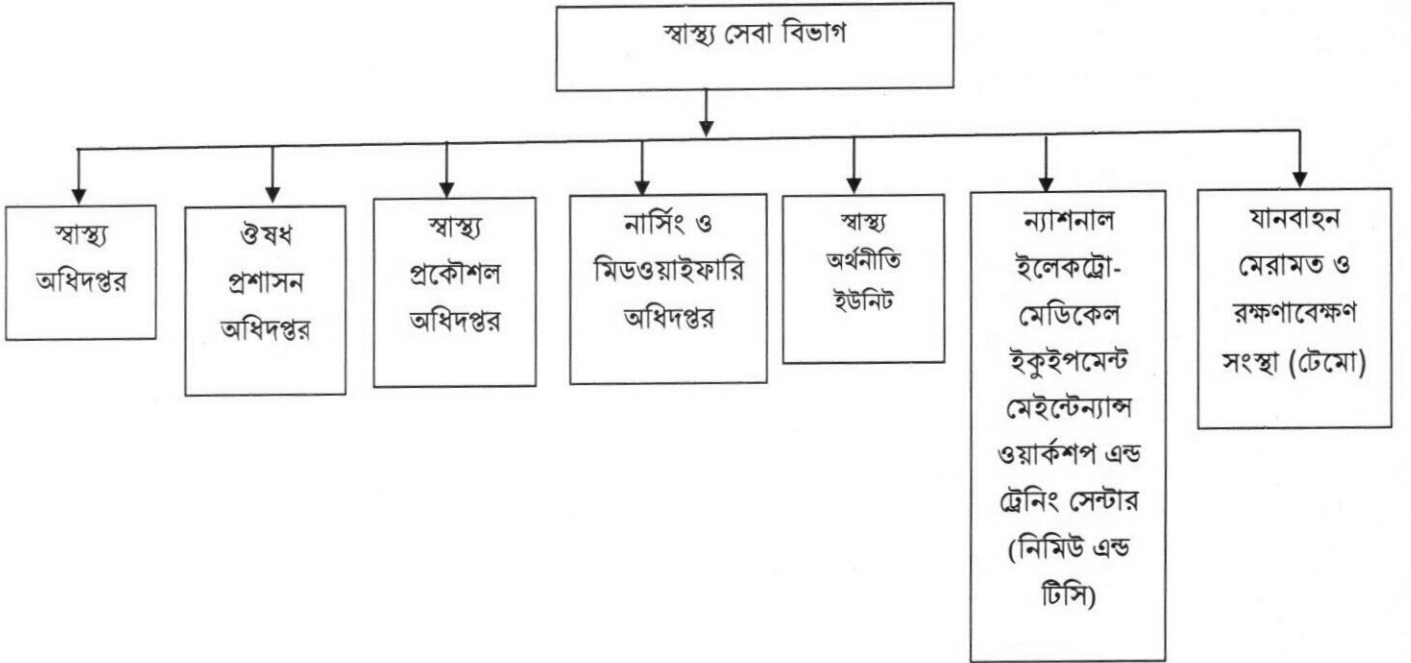 স্বাস্থ্য সেবা বিভাগ
স্বাস্থ্য
অধিদপ্তর
ঔষধ
প্রশাসন
অধিদপ্তর
স্বাস্থ্য
প্রকৌশল
অধিদপ্তর
নার্সিং ও
মিডওয়াইফারি
অধিদপ্তর
স্বাস্থ্য
অর্থনীতি
ইউনিট
ন্যাশনাল
ইলেকট্রো-
মেডিকেল
ইকুইপমেন্ট
মেইন্টেন্যান্স
ওয়ার্কশপ এন্ড
ট্রেনিং সেন্টার
(নিমিউ এন্ড
টিসি)
যানবাহন
মেরামত ও
রক্ষণাবেক্ষণ
সংস্থা (টেমো)